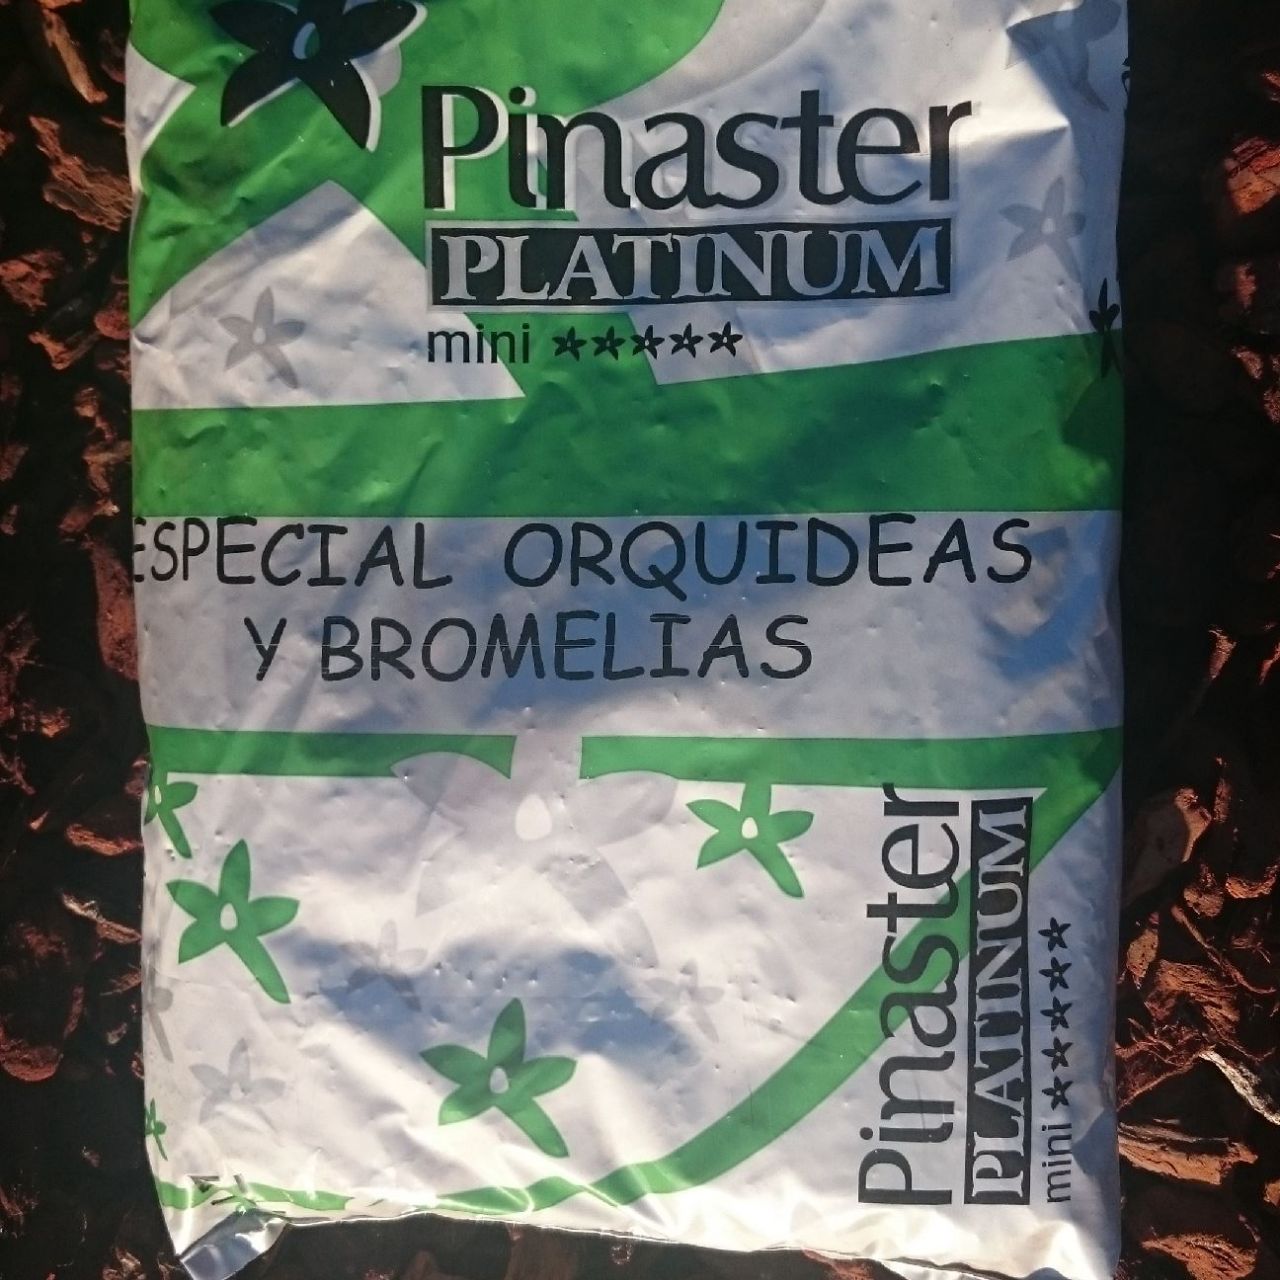 Pinaster
PLATINUM
mini
ESPECIAL ORQUIDEAS
Y BROMELIAS
Pinaster
PLATINUM
mini